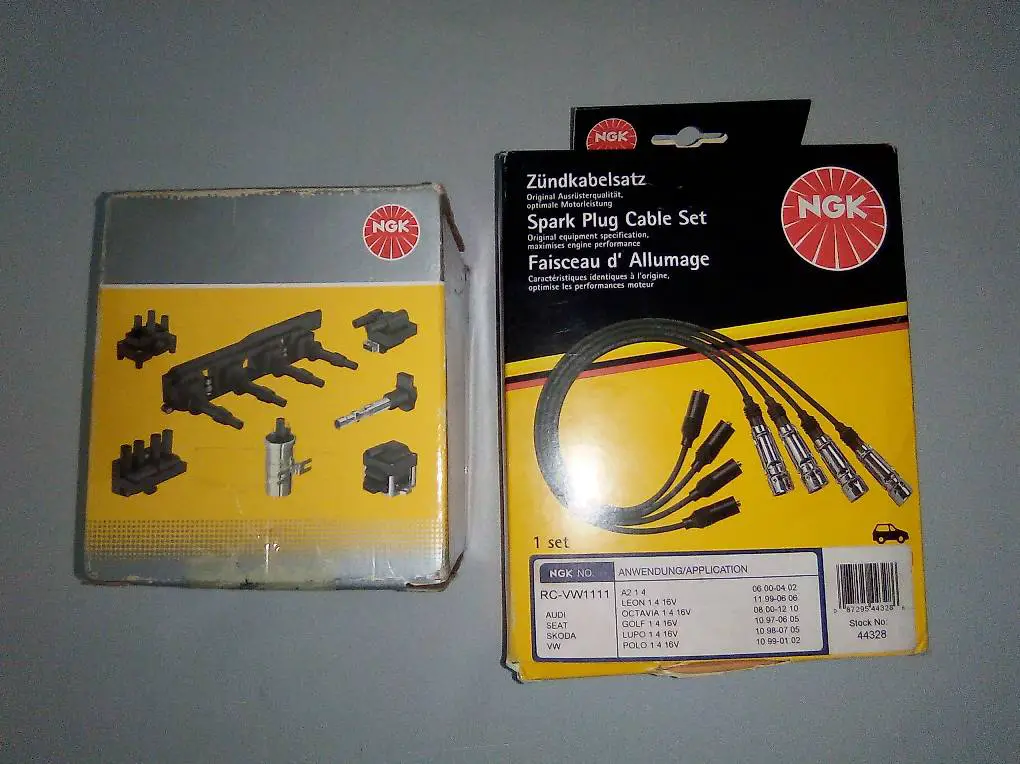 NGK
NGK
NGK
Zündkabelsatz
Original Ausrüsterqualität,
optimale Motorleistung
Spark Plug Cable Set
Original equipment specification,
maximises engine performance
Faisceau d' Allumage
Caractéristiques identiques à l'origine,
optimise les performances moteur
1 set
NGK NO. ANWENDUNG/APPLICATION
RC-VW1111 A2 1 4 06 00-04 02
LEON 1 4 16V 11.99-06 06
AUDI OCTAVIA 1 4 16V 08.00-12 10
SEAT GOLF 1 4 16V 10 97-06 05
SKODA LUPO 1 4 16V 10 98-07 05
VW POLO 1 4 16V 10 99-01 02
0 87295 44328 6
Stock No:
44328